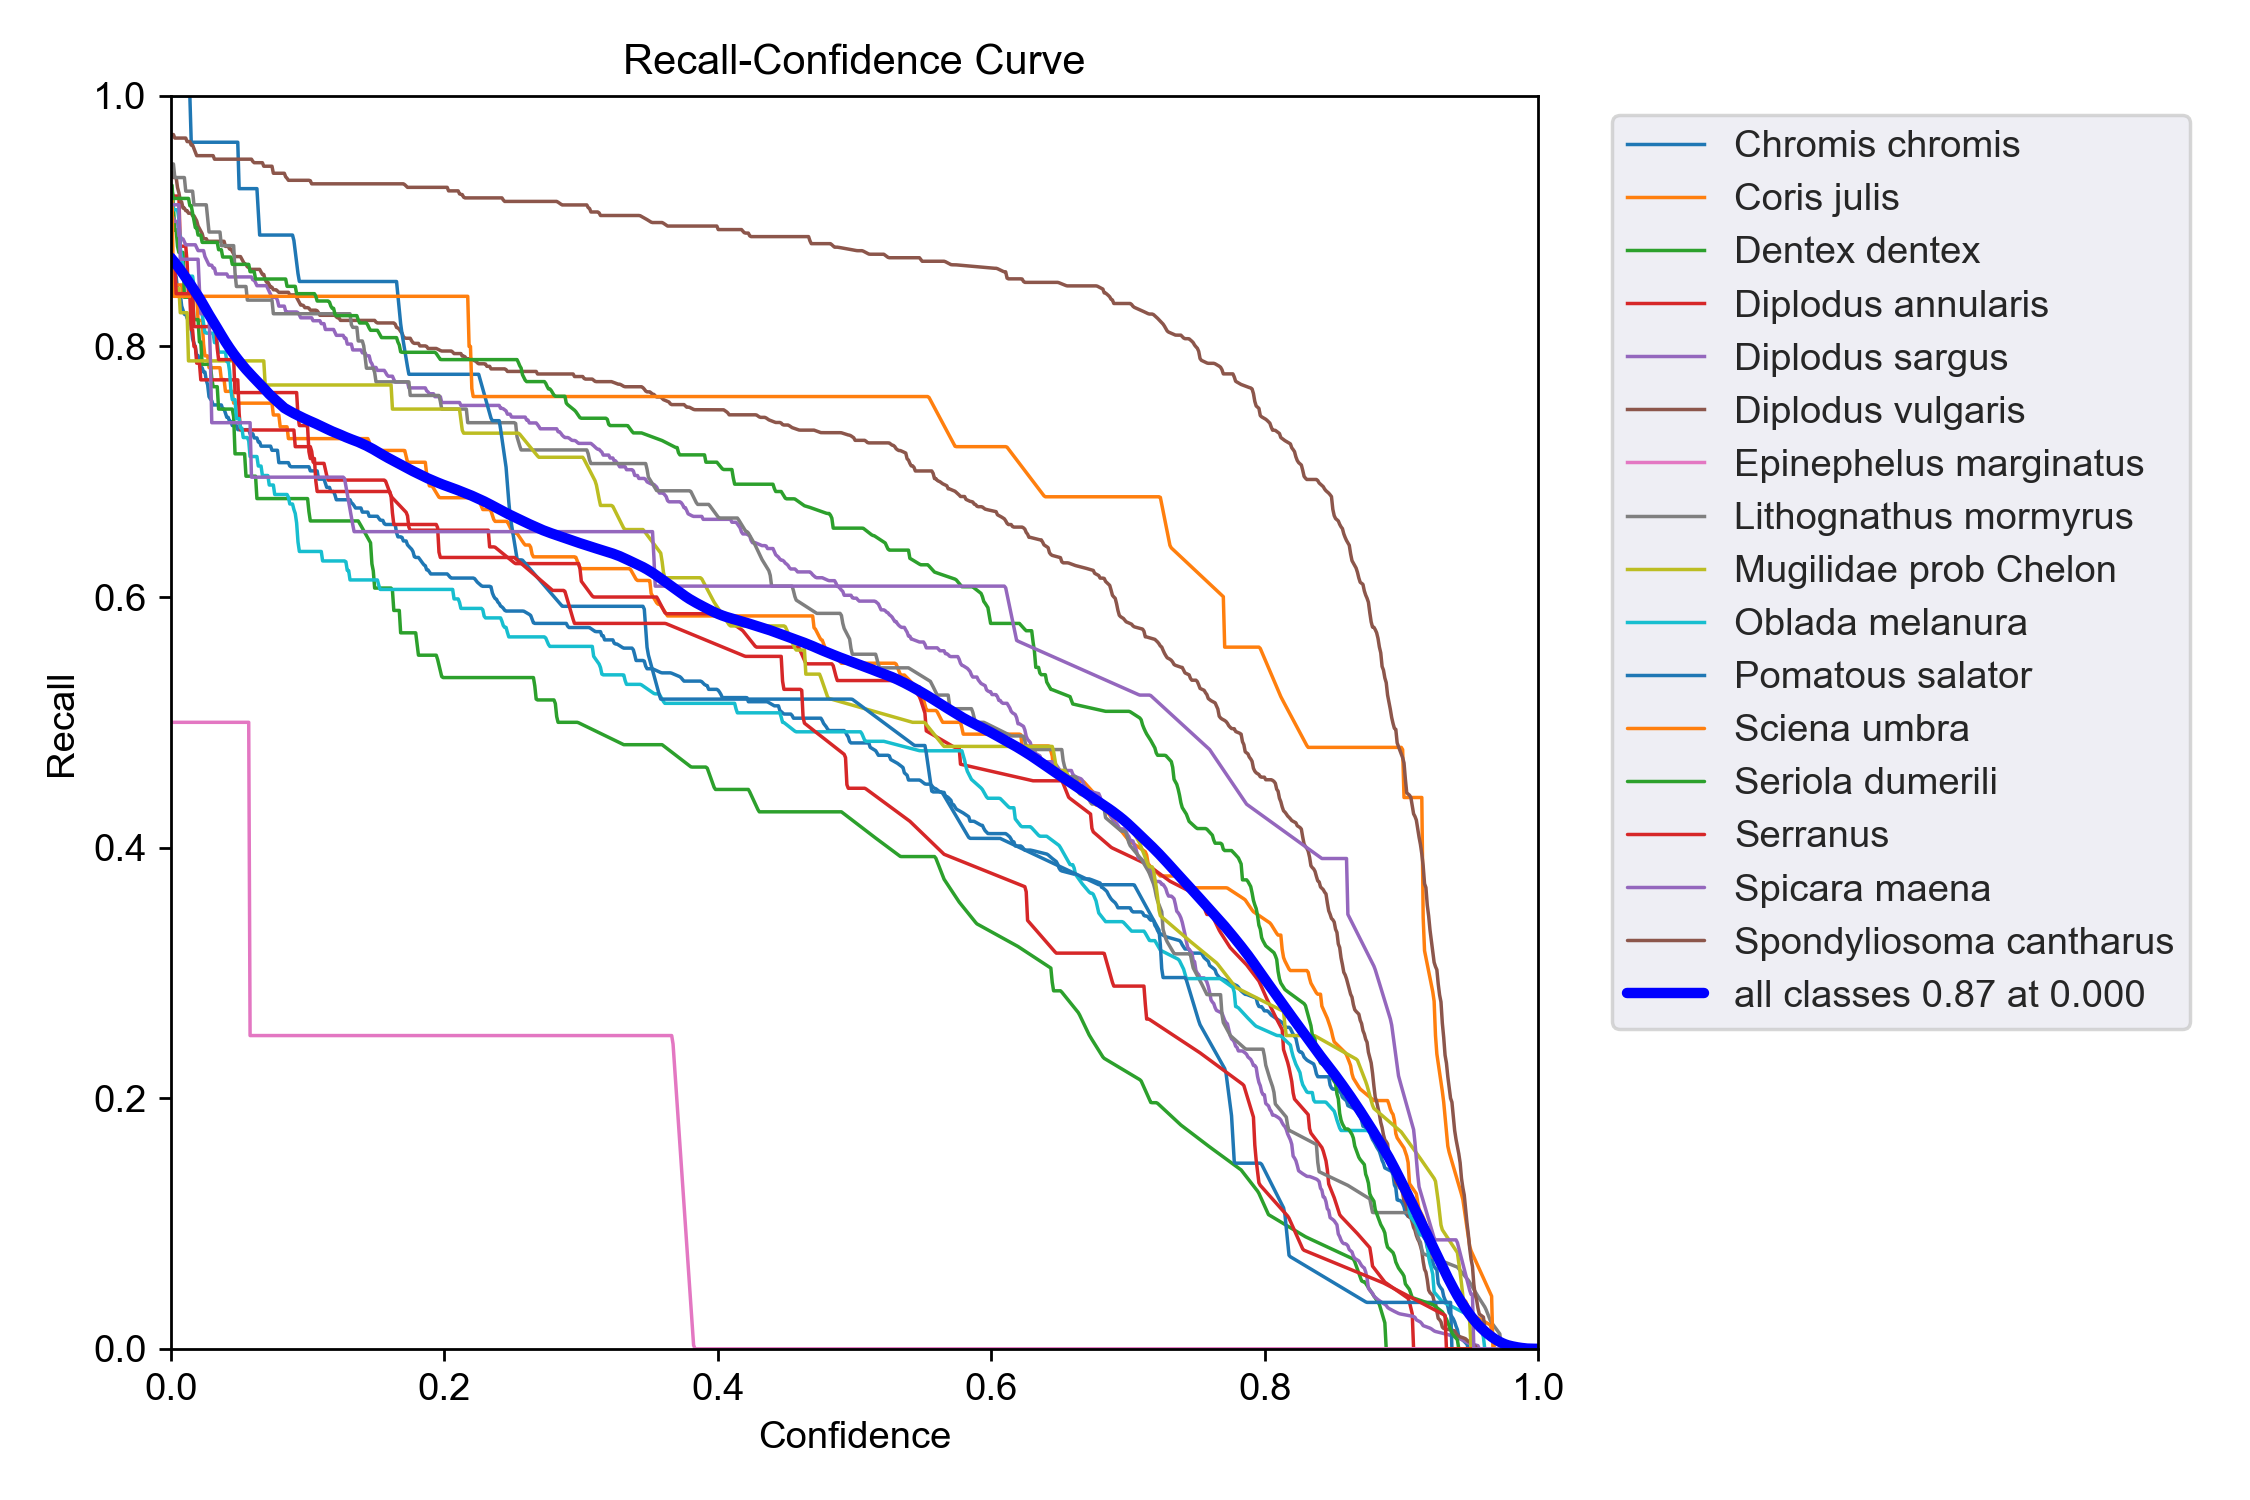 Recall-Confidence Curve
1.0
0.8
0.6
0.4
0.2
0.0
Recall
0.0 0.2 0.4 0.6 0.8 1.0
Confidence
Chromis chromis
Coris julis
Dentex dentex
Diplodus annularis
Diplodus sargus
Diplodus vulgaris
Epinephelus marginatus
Lithognathus mormyrus
Mugilidae prob Chelon
Oblada melanura
Pomatous salator
Sciena umbra
Seriola dumerili
Serranus
Spicara maena
Spondyliosoma cantharus
all classes 0.87 at 0.000